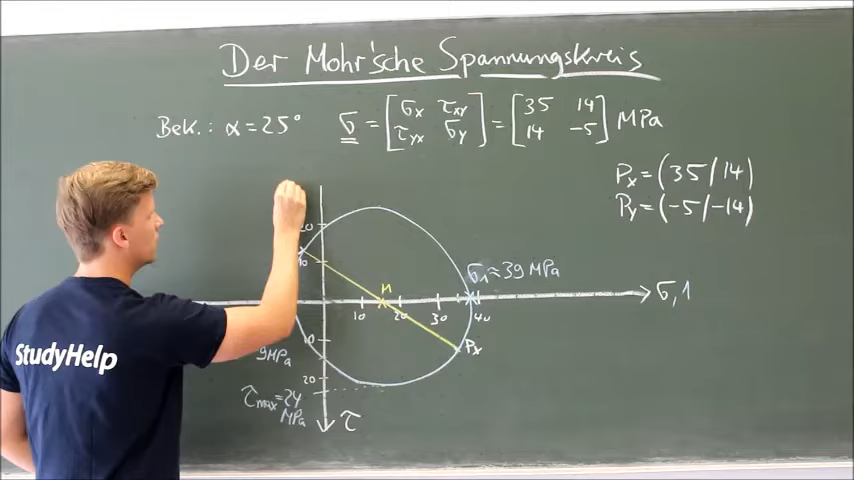 Der Mohr'sche Spannungskreis
Bek.: α = 25° σ = [σx τxy τyx σy] = [35 14 14 -5] MPa
Px = (35/14)
Py = (-5/-14)
20
10
M
σ1 ≈ 39 MPa
10 20 30 40
σ,1
10
Px
9MPa
20
τmax = 24
MPa
τ
StudyHelp